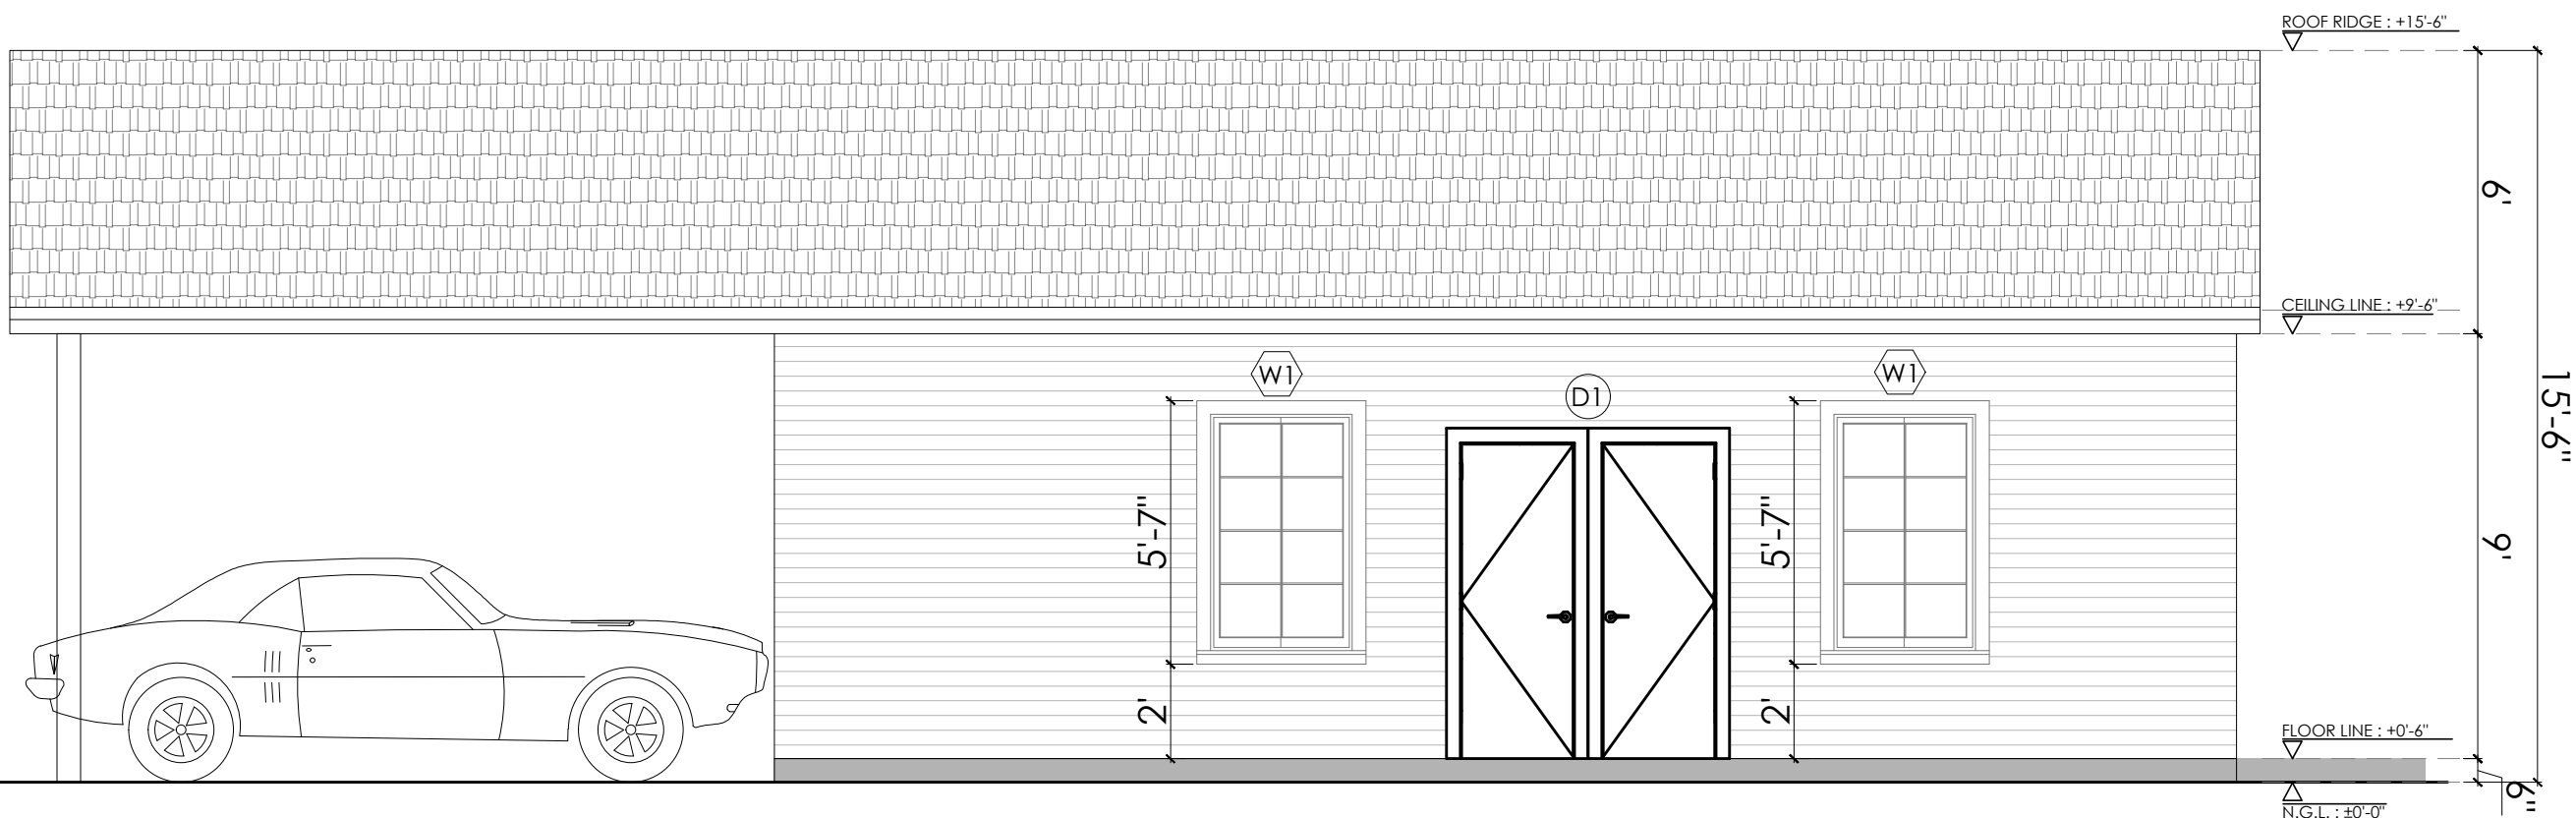 ROOF RIDGE : +15'-6"
6'
CEILING LINE : +9'-6"
W1
D1
W1
15'-6"
5'-7"
5'-7"
9'
2'
2'
FLOOR LINE : +0'-6"
6"
N.G.L. : ±0'-0"